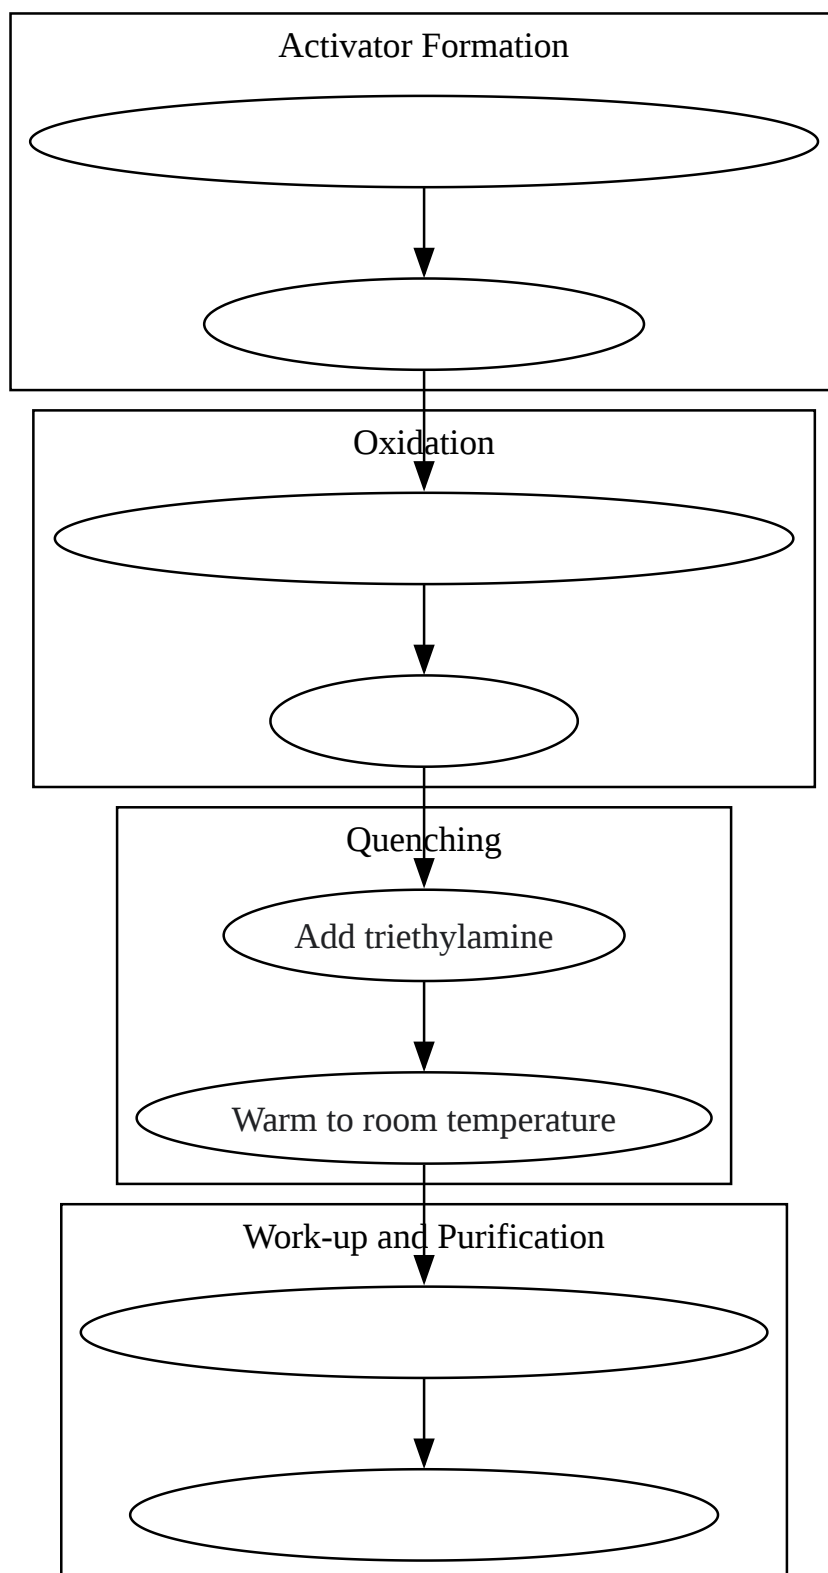 Activator Formation
Oxidation
Quenching
Add triethylamine
Warm to room temperature
Work-up and Purification